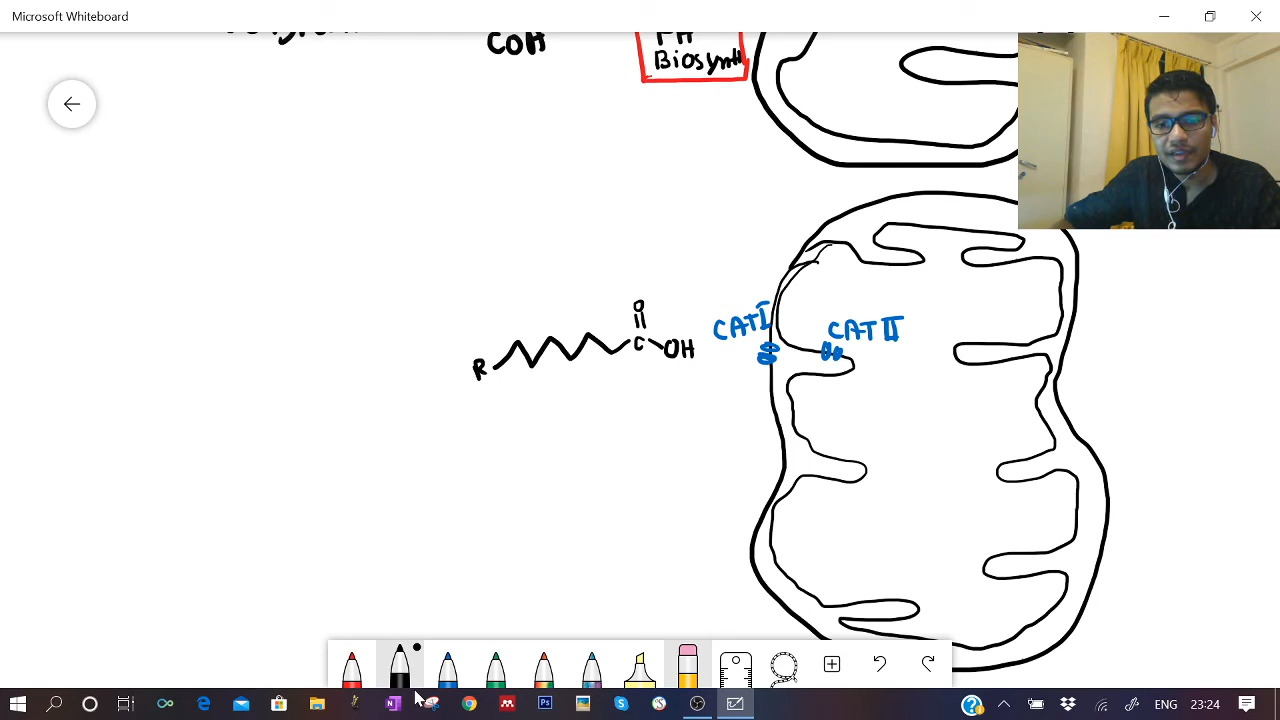 Microsoft Whiteboard
COH
FA
Biosynth
O
C
OH
R
CAT I
CAT II
ENG
23:24